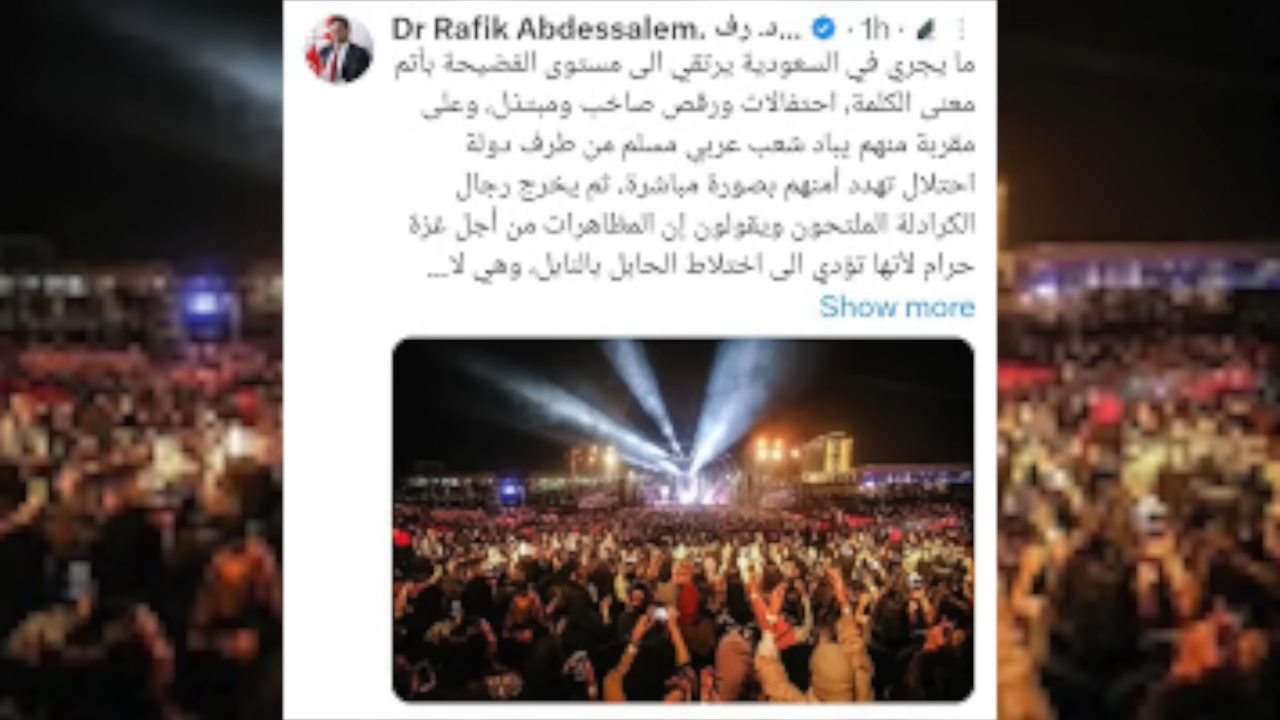 Dr Rafik Abdessalem، د. رف... · 1h ·
ما يجري في السعودية يرتقي الى مستوى الفضيحة بأتم
معنى الكلمة، احتفالات ورقص صاخب ومبتذل، وعلى
مقربة منهم يباد شعب عربي مسلم من طرف دولة
احتلال تهدد أمنهم بصورة مباشرة، ثم يخرج رجال
الكرادلة الملتحون ويقولون إن المظاهرات من أجل غزة
حرام لأنها تؤدي الى اختلاط الحابل بالنابل، وهي لا...
Show more